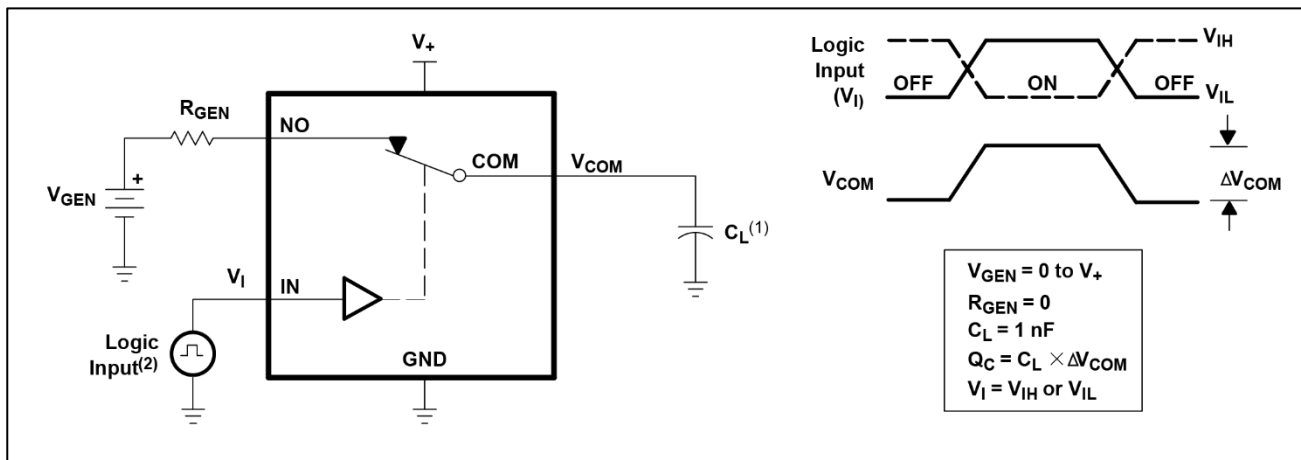 V+
RGEN
NO
COM
VCOM
VGEN
+
CL(1)
VI
IN
Logic
Input(2)
GND
Logic
Input
(VI)
OFF
ON
OFF
VIH
VIL
VCOM
ΔVCOM
VGEN = 0 to V+
RGEN = 0
CL = 1 nF
QC = CL × ΔVCOM
VI = VIH or VIL